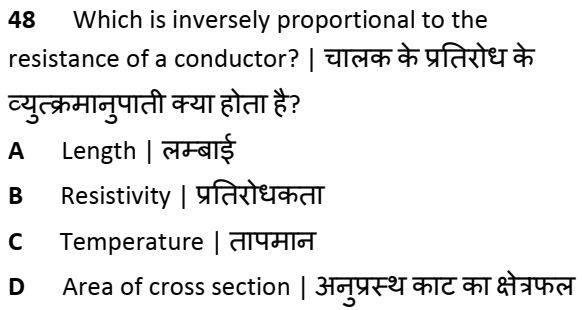 48 Which is inversely proportional to the
resistance of a conductor? | चालक के प्रतिरोध के
व्युत्क्रमानुपाती क्या होता है?
A Length | लम्बाई
B Resistivity | प्रतिरोधकता
C Temperature | तापमान
D Area of cross section | अनुप्रस्थ काट का क्षेत्रफल